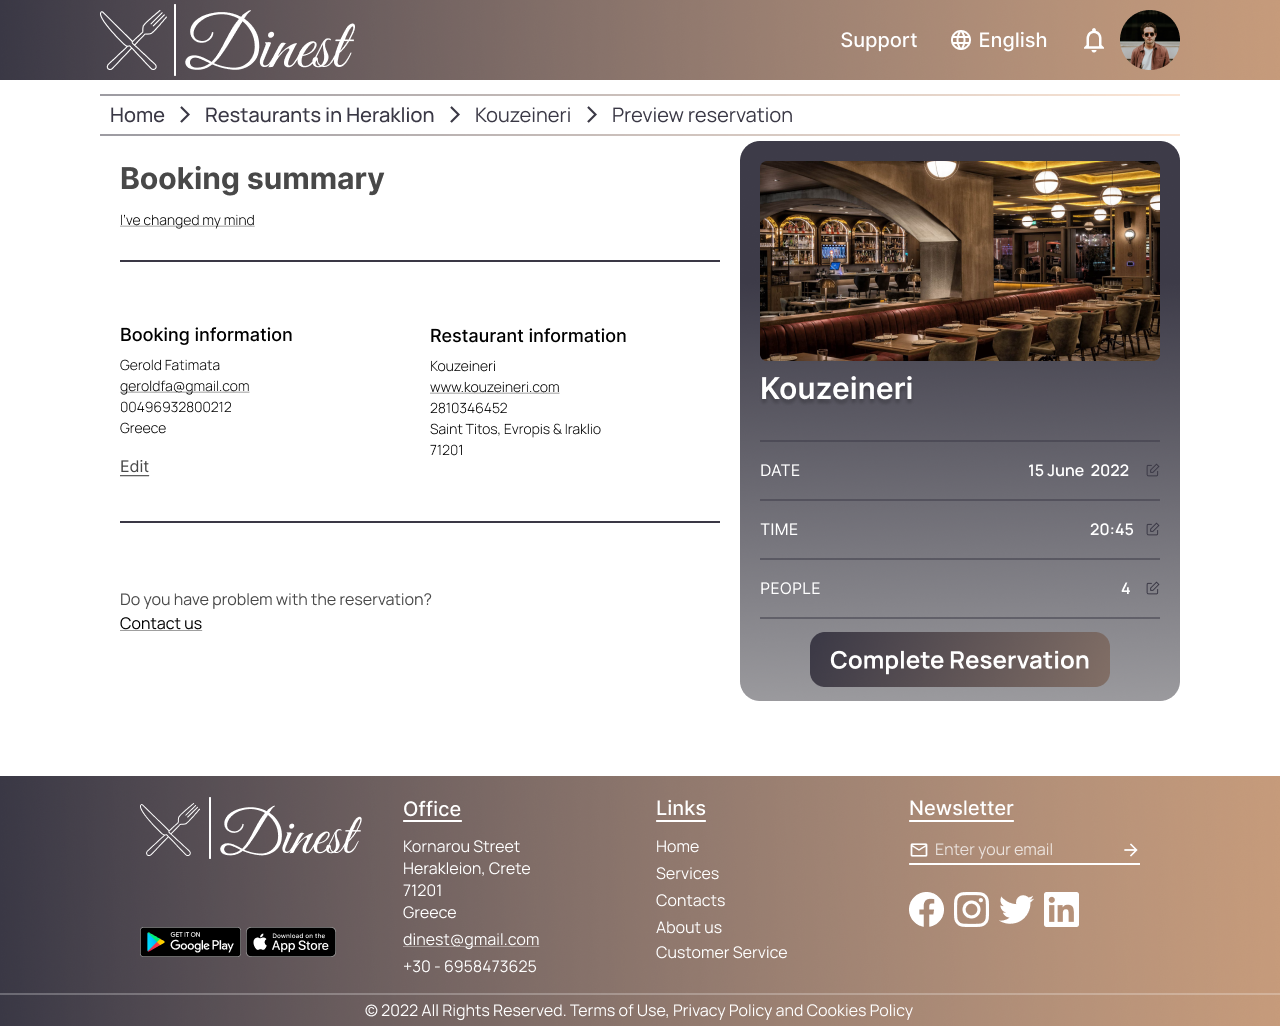 Dinest
Support
English
Home
Restaurants in Heraklion
Kouzeineri
Preview reservation
Booking summary
I've changed my mind
Booking information
Gerold Fatimata
geroldfa@gmail.com
00496932800212
Greece
Edit
Restaurant information
Kouzeineri
www.kouzeineri.com
2810346452
Saint Titos, Evropis & Iraklio
71201
Do you have problem with the reservation?
Contact us
Kouzeineri
DATE 15 June 2022
TIME 20:45
PEOPLE 4
Complete Reservation
Dinest
GET IT ON
Google Play
Download on the
App Store
Office
Kornarou Street
Herakleion, Crete
71201
Greece
dinest@gmail.com
+30 - 6958473625
Links
Home
Services
Contacts
About us
Customer Service
Newsletter
Enter your email
© 2022 All Rights Reserved. Terms of Use, Privacy Policy and Cookies Policy